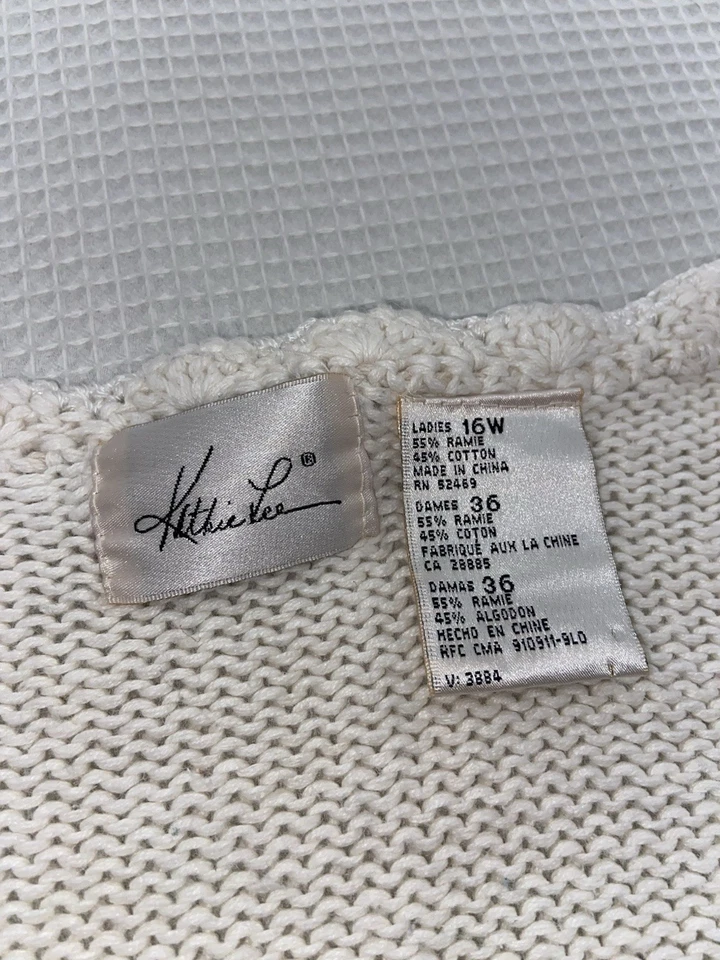 Kathie Lee ®
LADIES 16W
55% RAMIE
45% COTTON
MADE IN CHINA
RN 52469
DAMES 36
55% RAMIE
45% COTON
FABRIQUÉ AUX LA CHINE
CA 28885
DAMAS 36
55% RAMIE
45% ALGODON
HECHO EN CHINE
RFC CMA 910911-9L0
V: 3884